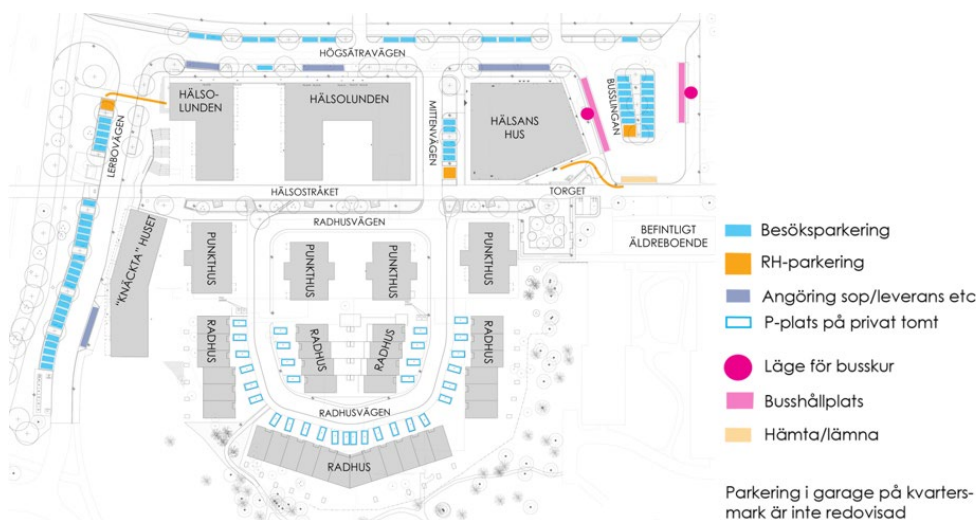 HÖGSÄTRAVÄGEN
HÄLSO-
LUNDEN
HÄLSOLUNDEN
MITTENVÄGEN
HÄLSANS
HUS
BUSSLINGAN
LERBOVÄGEN
HÄLSOSTRÅKET
TORGET
RADHUSVÄGEN
BEFINTLIGT
ÄLDREBOENDE
"KNÄCKTA" HUSET
PUNKTHUS
PUNKTHUS
PUNKTHUS
PUNKTHUS
RADHUS
RADHUS
RADHUS
RADHUS
RADHUSVÄGEN
RADHUS
Besöksparkering
RH-parkering
Angöring sop/leverans etc
P-plats på privat tomt
Läge för busskur
Busshållplats
Hämta/lämna
Parkering i garage på kvarters-
mark är inte redovisad